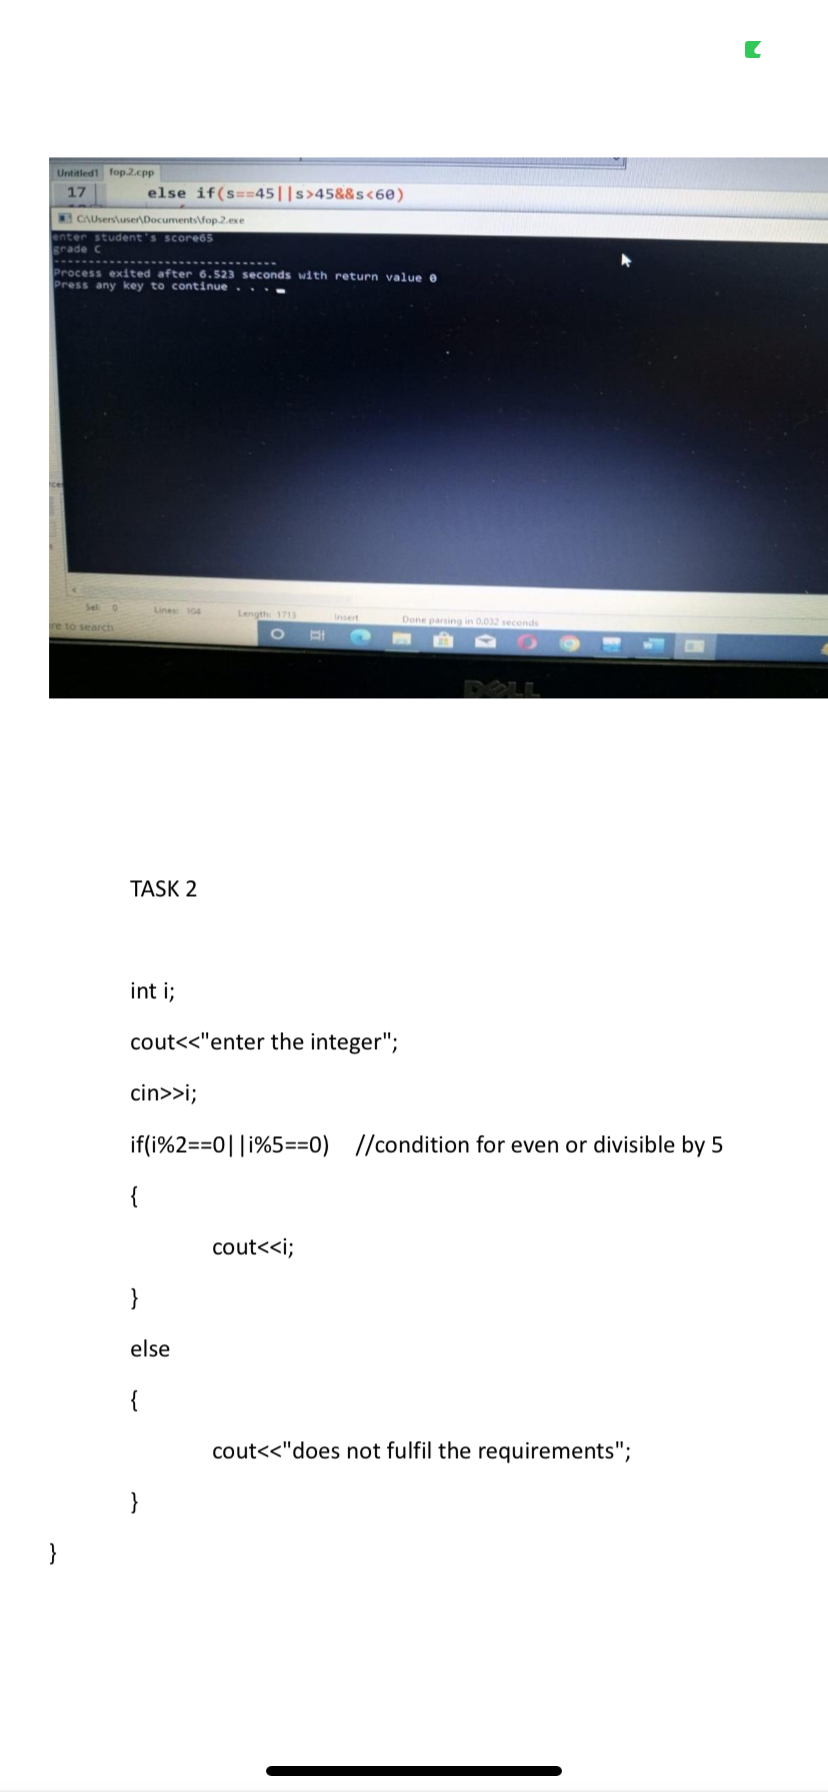 Untitled1 fop.2.cpp
17 else if(s==45||s>45&&s<60)
C:\Users\user\Documents\fop.2.exe
enter student's score65
grade C
--------------------------------
Process exited after 6.523 seconds with return value 0
Press any key to continue . . .
Sel: 0 Lines: 104 Length: 1713 Insert Done parsing in 0.032 seconds
re to search
DELL
TASK 2
int i;
cout<<"enter the integer";
cin>>i;
if(i%2==0||i%5==0) //condition for even or divisible by 5
{
cout<<i;
}
else
{
cout<<"does not fulfil the requirements";
}
}